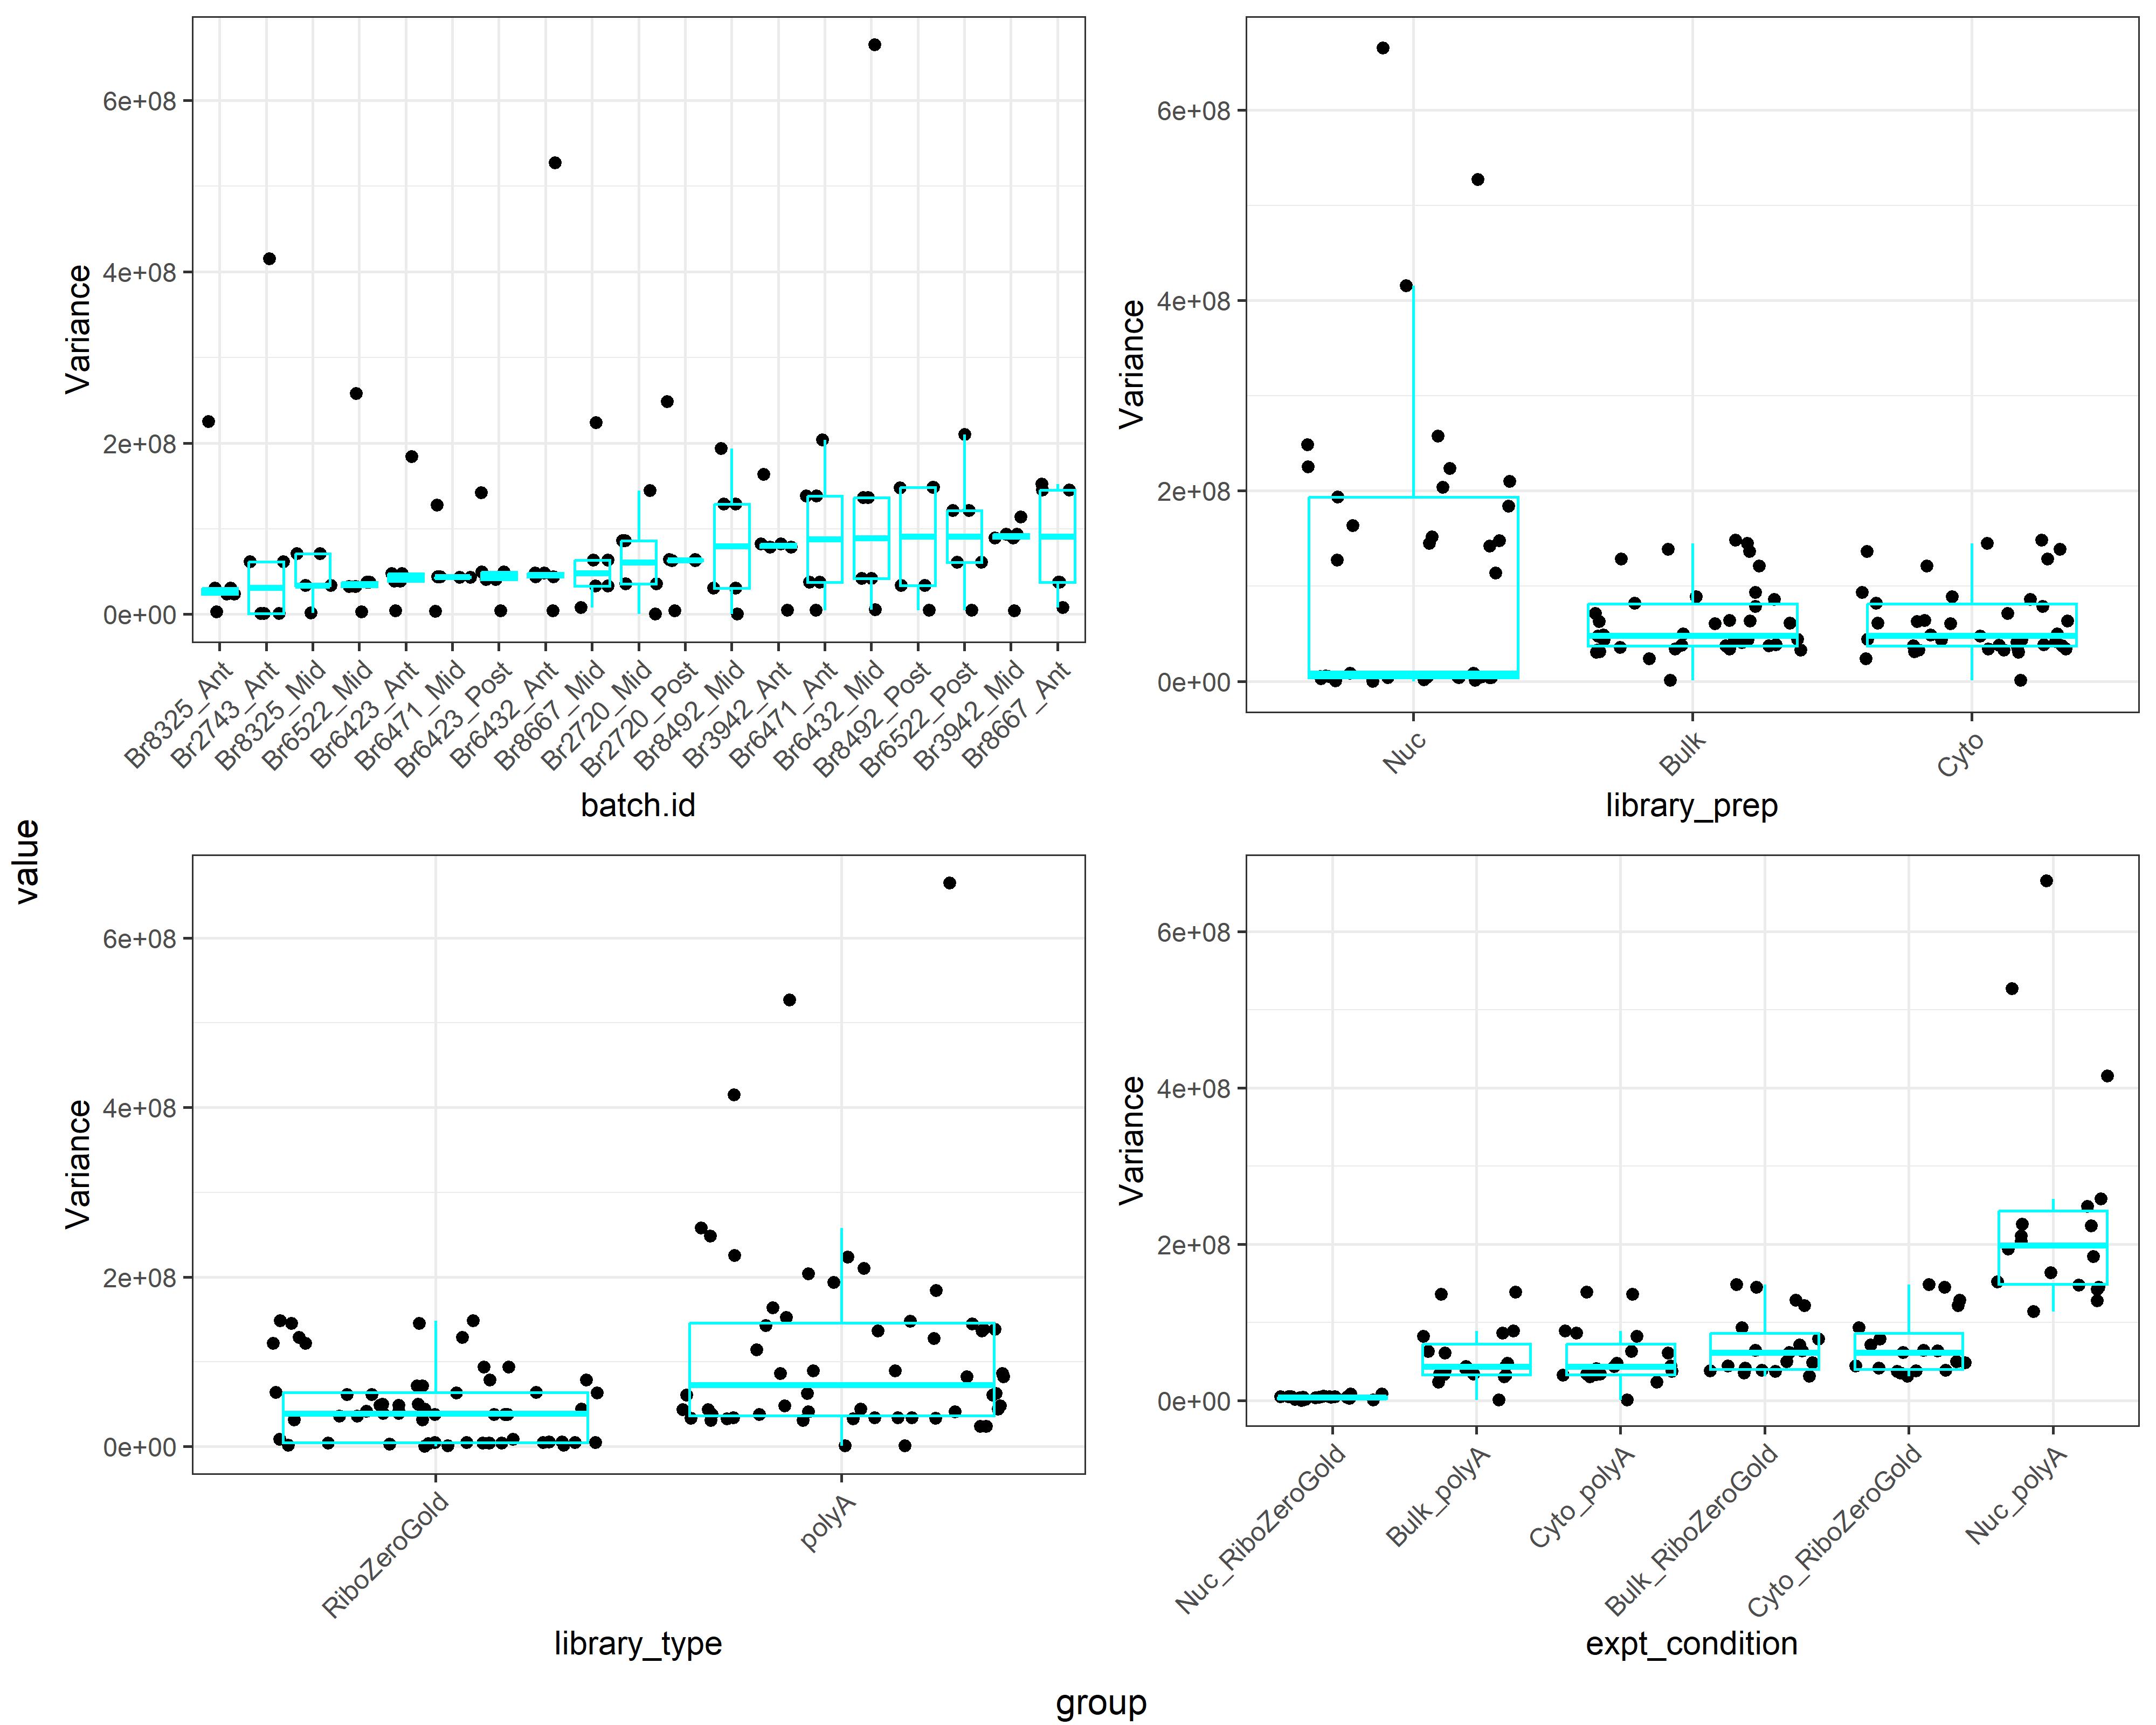 6e+08
4e+08
2e+08
0e+00
Variance
Br8325_Ant
Br2743_Ant
Br8325_Mid
Br6522_Mid
Br6423_Ant
Br6471_Mid
Br6423_Post
Br6432_Ant
Br8667_Mid
Br2720_Mid
Br2720_Post
Br8492_Mid
Br3942_Ant
Br6471_Ant
Br6432_Mid
Br8492_Post
Br6522_Post
Br3942_Mid
Br8667_Ant
batch.id
6e+08
4e+08
2e+08
0e+00
Variance
Nuc
Bulk
Cyto
library_prep
value
6e+08
4e+08
2e+08
0e+00
Variance
RiboZeroGold
polyA
library_type
6e+08
4e+08
2e+08
0e+00
Variance
Nuc_RiboZeroGold
Bulk_polyA
Cyto_polyA
Bulk_RiboZeroGold
Cyto_RiboZeroGold
Nuc_polyA
expt_condition
group